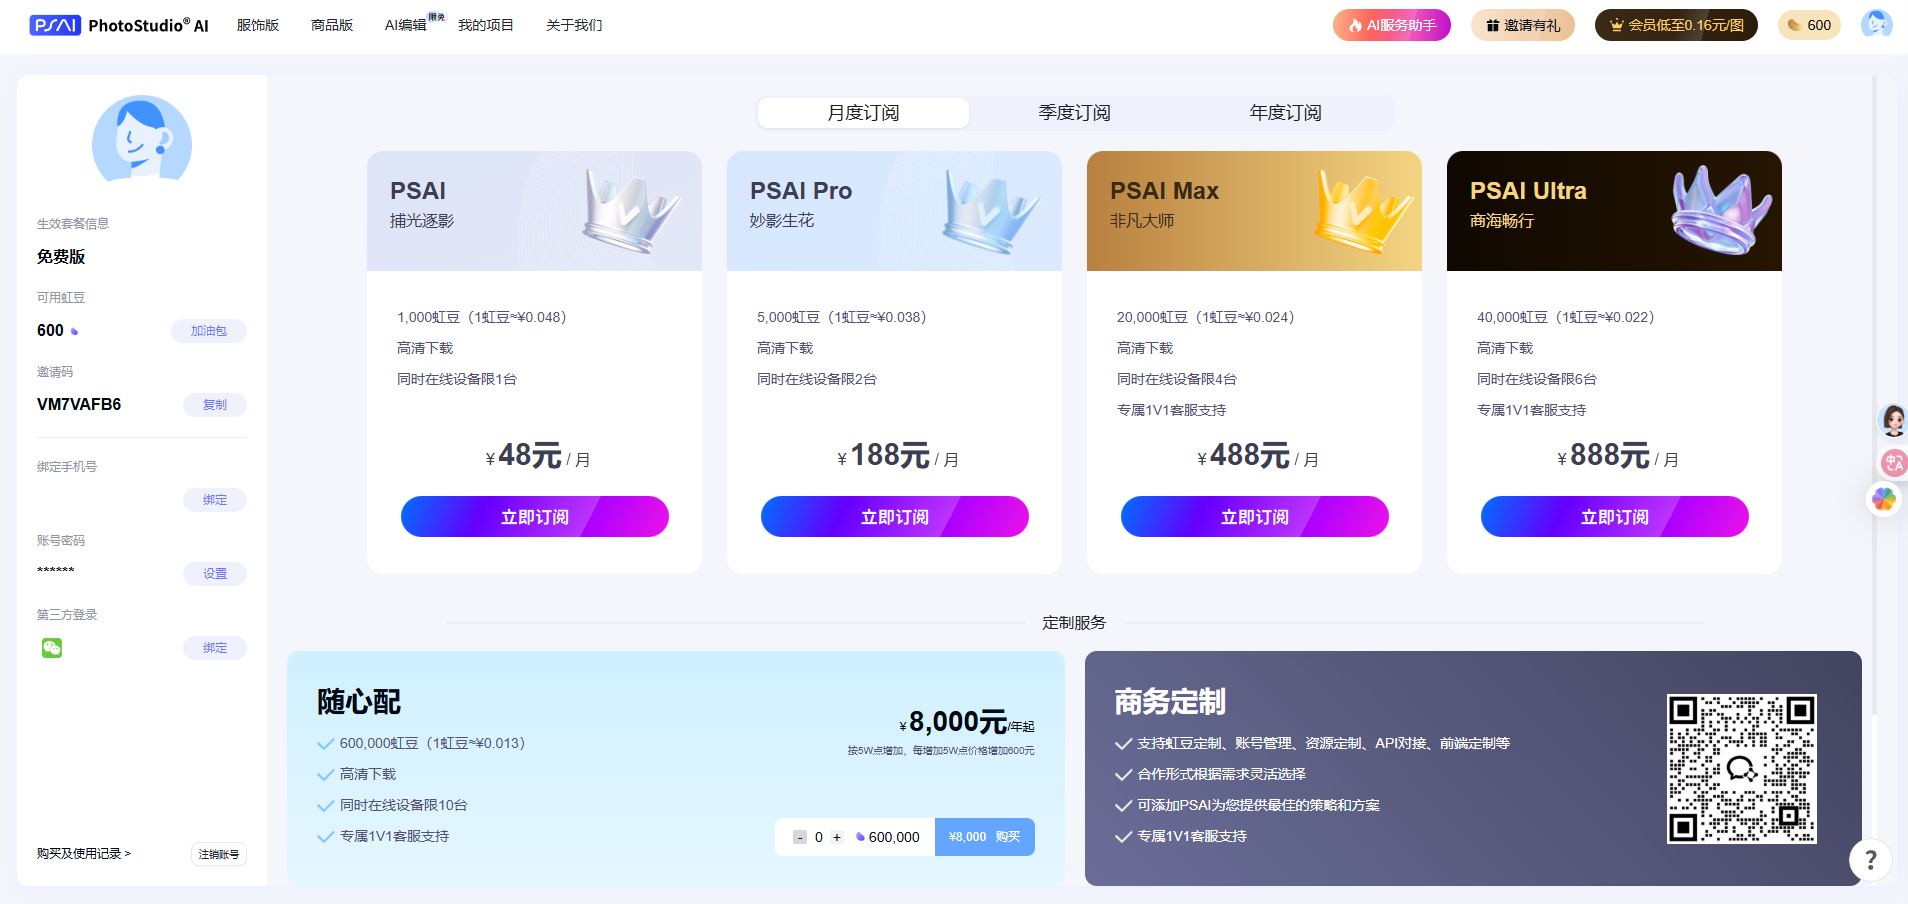 PSAI PhotoStudio® AI 服饰版 商品版 AI编辑 限免 我的项目 关于我们 AI服务助手 邀请有礼 会员低至0.16元/图 600
生效套餐信息
免费版
可用虹豆
600 加油包
邀请码
VM7VAFB6 复制
绑定手机号
绑定
账号密码
****** 设置
第三方登录
绑定
购买及使用记录 > 注销账号
月度订阅 季度订阅 年度订阅
PSAI
捕光逐影
1,000虹豆（1虹豆≈¥0.048）
高清下载
同时在线设备限1台
¥48元 / 月
立即订阅
PSAI Pro
妙影生花
5,000虹豆（1虹豆≈¥0.038）
高清下载
同时在线设备限2台
¥188元 / 月
立即订阅
PSAI Max
非凡大师
20,000虹豆（1虹豆≈¥0.024）
高清下载
同时在线设备限4台
专属1V1客服支持
¥488元 / 月
立即订阅
PSAI Ultra
商海畅行
40,000虹豆（1虹豆≈¥0.022）
高清下载
同时在线设备限6台
专属1V1客服支持
¥888元 / 月
立即订阅
定制服务
随心配
600,000虹豆（1虹豆≈¥0.013）
高清下载
同时在线设备限10台
专属1V1客服支持
¥8,000元/年起
按5W点增加，每增加5W点价格增加600元
- 0 + 600,000 ¥8,000 购买
商务定制
支持虹豆定制、账号管理、资源定制、API对接、前端定制等
合作形式根据需求灵活选择
可添加PSAI为您提供最佳的策略和方案
专属1V1客服支持
中A
?